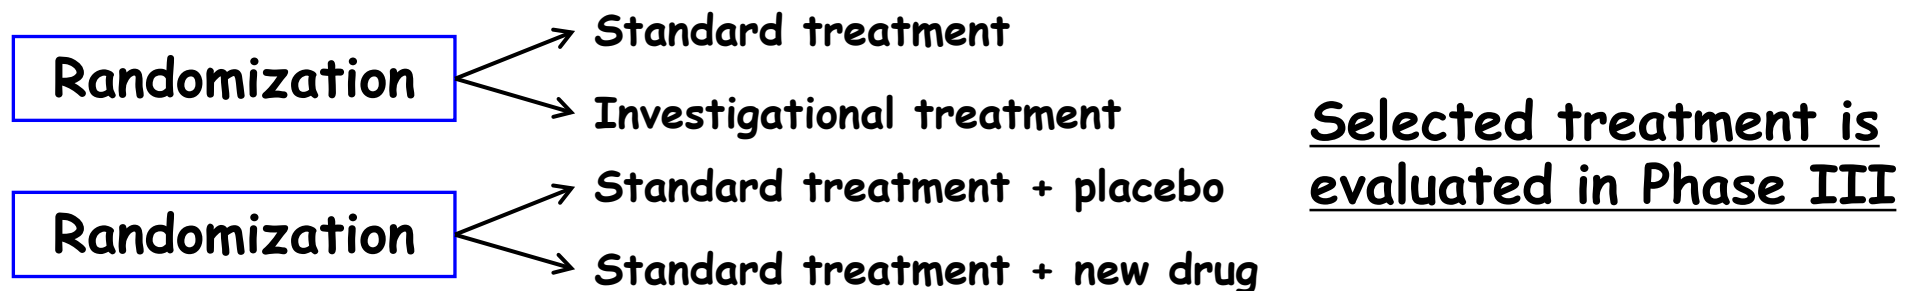 Randomization
Standard treatment
Investigational treatment
Randomization
Standard treatment + placebo
Standard treatment + new drug
Selected treatment is
evaluated in Phase III